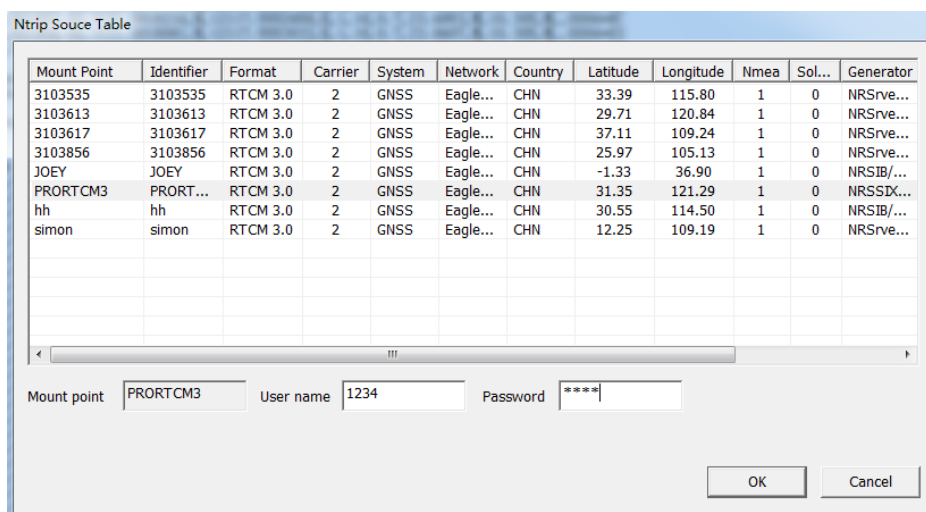 Ntrip Souce Table
Mount Point Identifier Format Carrier System Network Country Latitude Longitude Nmea Sol... Generator
3103535 3103535 RTCM 3.0 2 GNSS Eagle... CHN 33.39 115.80 1 0 NRSrve...
3103613 3103613 RTCM 3.0 2 GNSS Eagle... CHN 29.71 120.84 1 0 NRSrve...
3103617 3103617 RTCM 3.0 2 GNSS Eagle... CHN 37.11 109.24 1 0 NRSrve...
3103856 3103856 RTCM 3.0 2 GNSS Eagle... CHN 25.97 105.13 1 0 NRSrve...
JOEY JOEY RTCM 3.0 2 GNSS Eagle... CHN -1.33 36.90 1 0 NRSIB/...
PRORTCM3 PRORT... RTCM 3.0 2 GNSS Eagle... CHN 31.35 121.29 1 0 NRSSIX...
hh hh RTCM 3.0 2 GNSS Eagle... CHN 30.55 114.50 1 0 NRSIB/...
simon simon RTCM 3.0 2 GNSS Eagle... CHN 12.25 109.19 1 0 NRSrve...
Mount point PRORTCM3 User name 1234 Password ****
OK Cancel